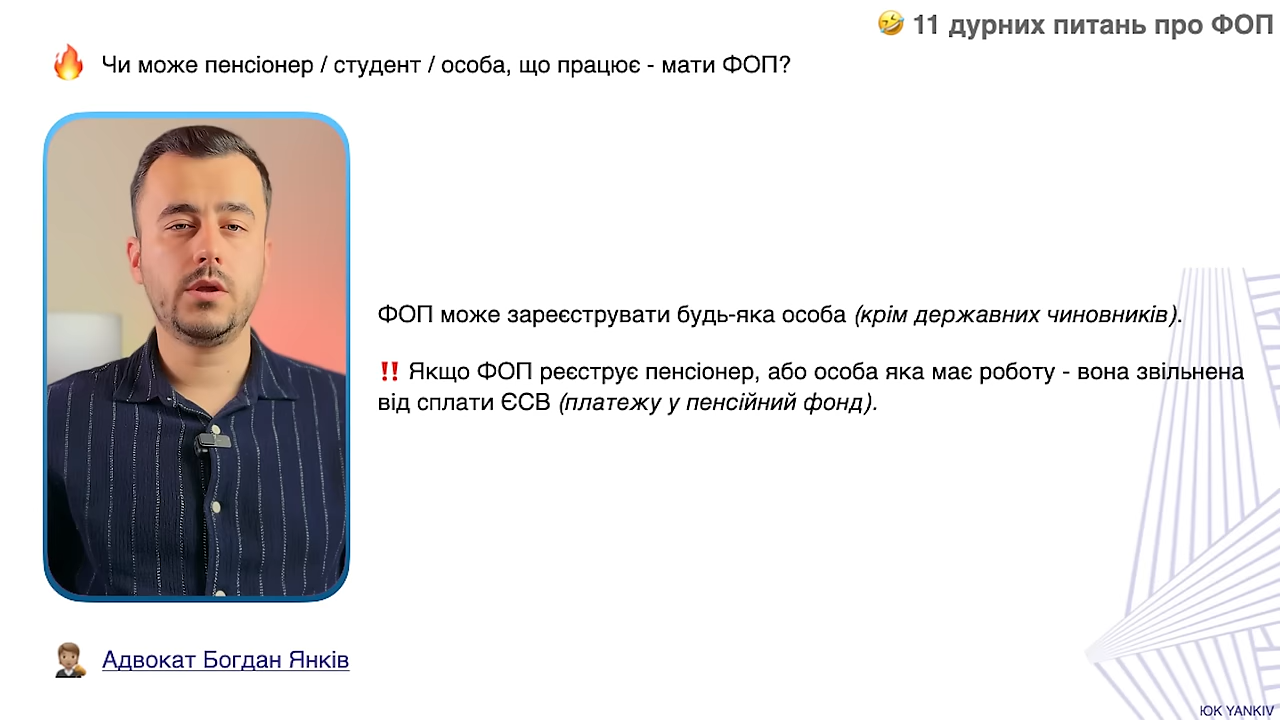 🤣 11 дурних питань про ФОП
🔥 Чи може пенсіонер / студент / особа, що працює - мати ФОП?
ФОП може зареєструвати будь-яка особа (крім державних чиновників).
‼️ Якщо ФОП реєструє пенсіонер, або особа яка має роботу - вона звільнена
від сплати ЄСВ (платежу у пенсійний фонд).
Адвокат Богдан Янків
ЮК YANKIV